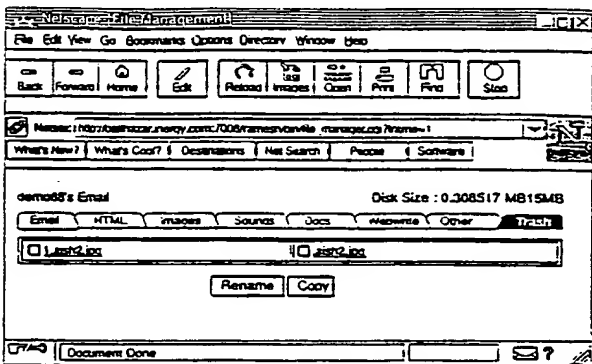 Netscape - [File Management]
File Edit View Go Bookmarks Options Directory Window Help
Back Forward Home Edit Reload Images Open Print Find Stop
What's New? What's Cool? Destinations Net Search People Software
demo68's Email Disk Size : 0.308517 MB15MB
Email HTML Images Sounds Docs Webwrite Other Trash
Rename Copy
Document Done